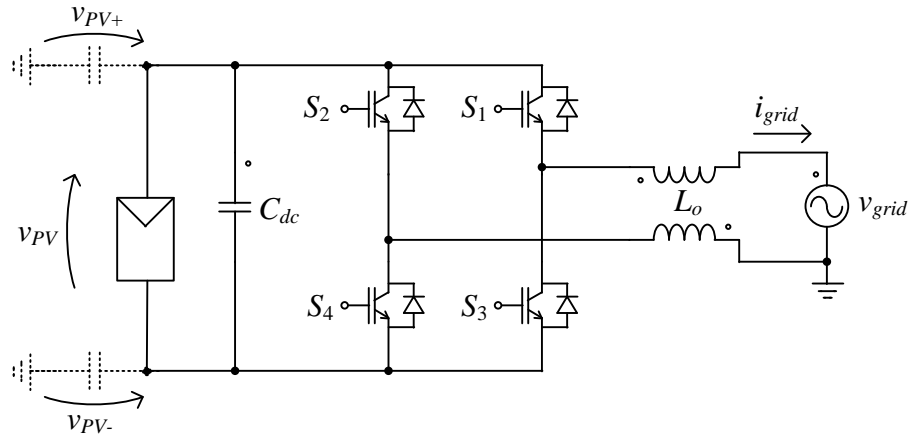 v_{PV+}
S_2
S_1
i_{grid}
v_{PV}
C_{dc}
L_o
v_{grid}
S_4
S_3
v_{PV-}